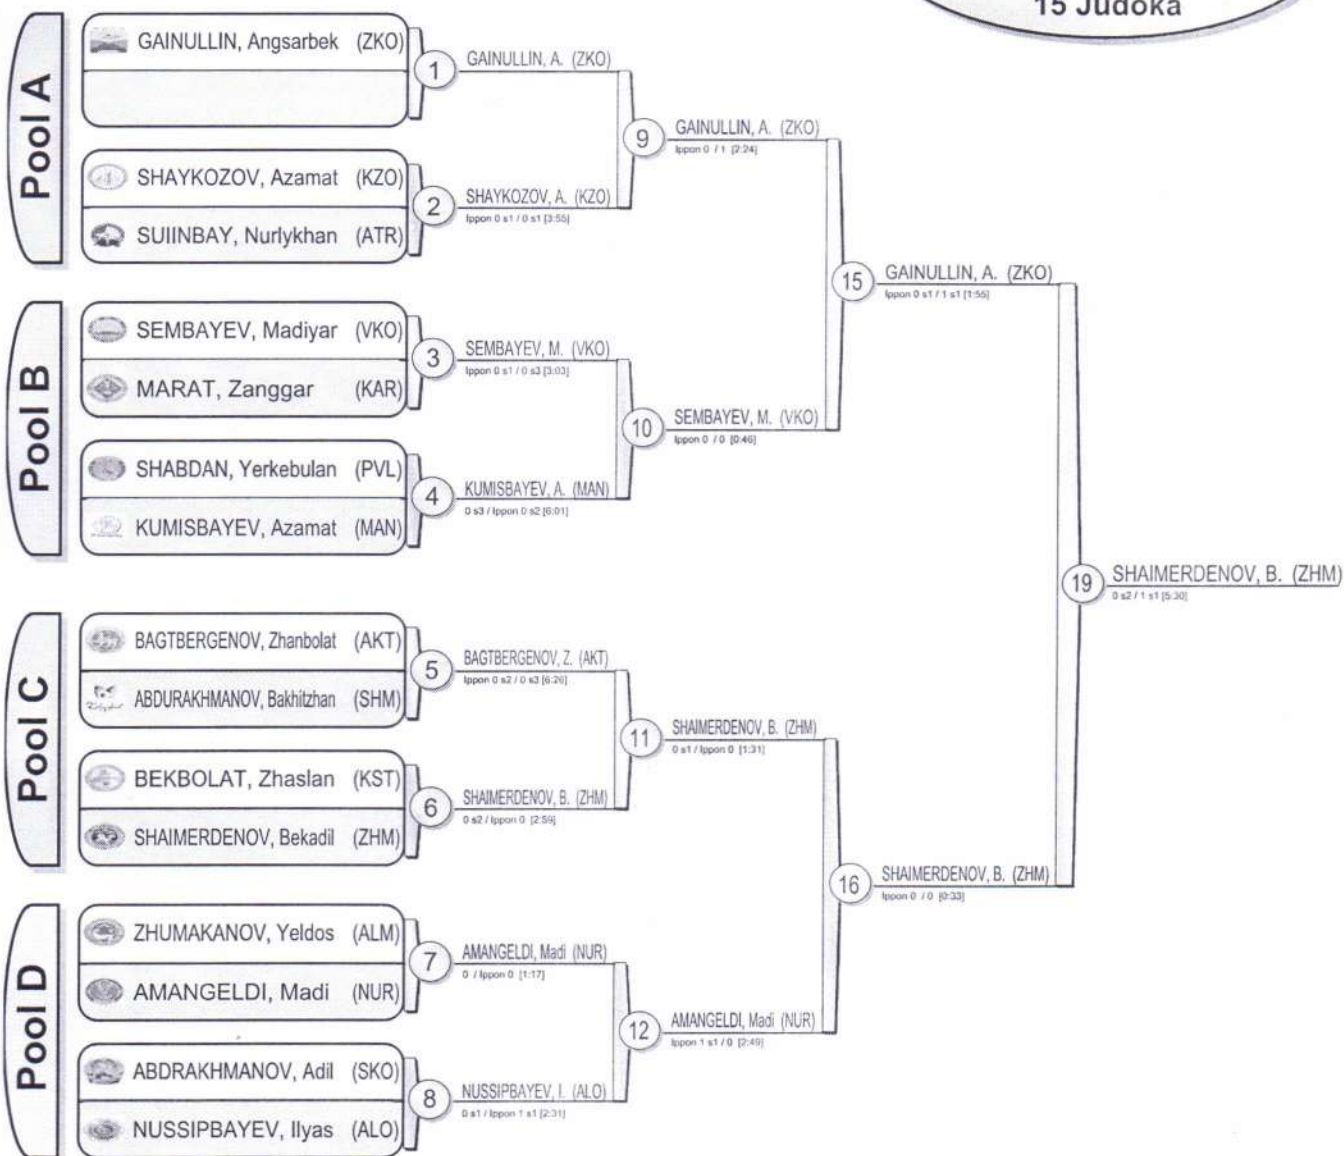 15 Judoka
Pool A
GAINULLIN, Angsarbek (ZKO)
1
GAINULLIN, A. (ZKO)
SHAYKOZOV, Azamat (KZO)
SUIINBAY, Nurlykhan (ATR)
2
SHAYKOZOV, A. (KZO)
Ippon 0 s1 / 0 s1 [3:55]
9
GAINULLIN, A. (ZKO)
Ippon 0 / 1 [2:24]
Pool B
SEMBAYEV, Madiyar (VKO)
MARAT, Zanggar (KAR)
3
SEMBAYEV, M. (VKO)
Ippon 0 s1 / 0 s3 [3:03]
SHABDAN, Yerkebulan (PVL)
KUMISBAYEV, Azamat (MAN)
4
KUMISBAYEV, A. (MAN)
0 s3 / Ippon 0 s2 [6:01]
10
SEMBAYEV, M. (VKO)
Ippon 0 / 0 [0:46]
15
GAINULLIN, A. (ZKO)
Ippon 0 s1 / 1 s1 [1:55]
Pool C
BAGTBERGENOV, Zhanbolat (AKT)
ABDURAKHMANOV, Bakhitzhan (SHM)
5
BAGTBERGENOV, Z. (AKT)
Ippon 0 s2 / 0 s3 [6:26]
BEKBOLAT, Zhaslan (KST)
SHAIMERDENOV, Bekadil (ZHM)
6
SHAIMERDENOV, B. (ZHM)
0 s2 / Ippon 0 [2:59]
11
SHAIMERDENOV, B. (ZHM)
0 s1 / Ippon 0 [1:31]
Pool D
ZHUMAKANOV, Yeldos (ALM)
AMANGELDI, Madi (NUR)
7
AMANGELDI, Madi (NUR)
0 / Ippon 0 [1:17]
ABDRAKHMANOV, Adil (SKO)
NUSSIPBAYEV, Ilyas (ALO)
8
NUSSIPBAYEV, I. (ALO)
0 s1 / Ippon 1 s1 [2:31]
12
AMANGELDI, Madi (NUR)
Ippon 1 s1 / 0 [2:49]
16
SHAIMERDENOV, B. (ZHM)
Ippon 0 / 0 [0:33]
19
SHAIMERDENOV, B. (ZHM)
0 s2 / 1 s1 [5:30]